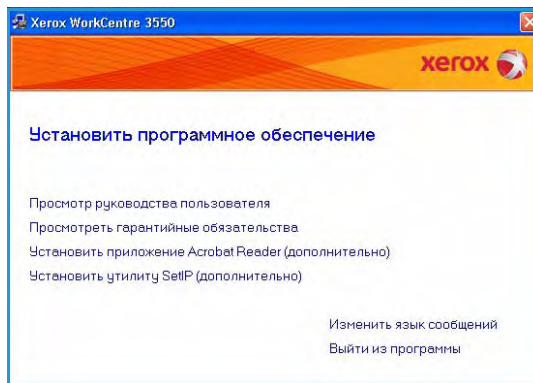 Xerox WorkCentre 3550
xerox
Установить программное обеспечение
Просмотр руководства пользователя
Просмотреть гарантийные обязательства
Установить приложение Acrobat Reader (дополнительно)
Установить утилиту SetIP (дополнительно)
Изменить язык сообщений
Выйти из программы